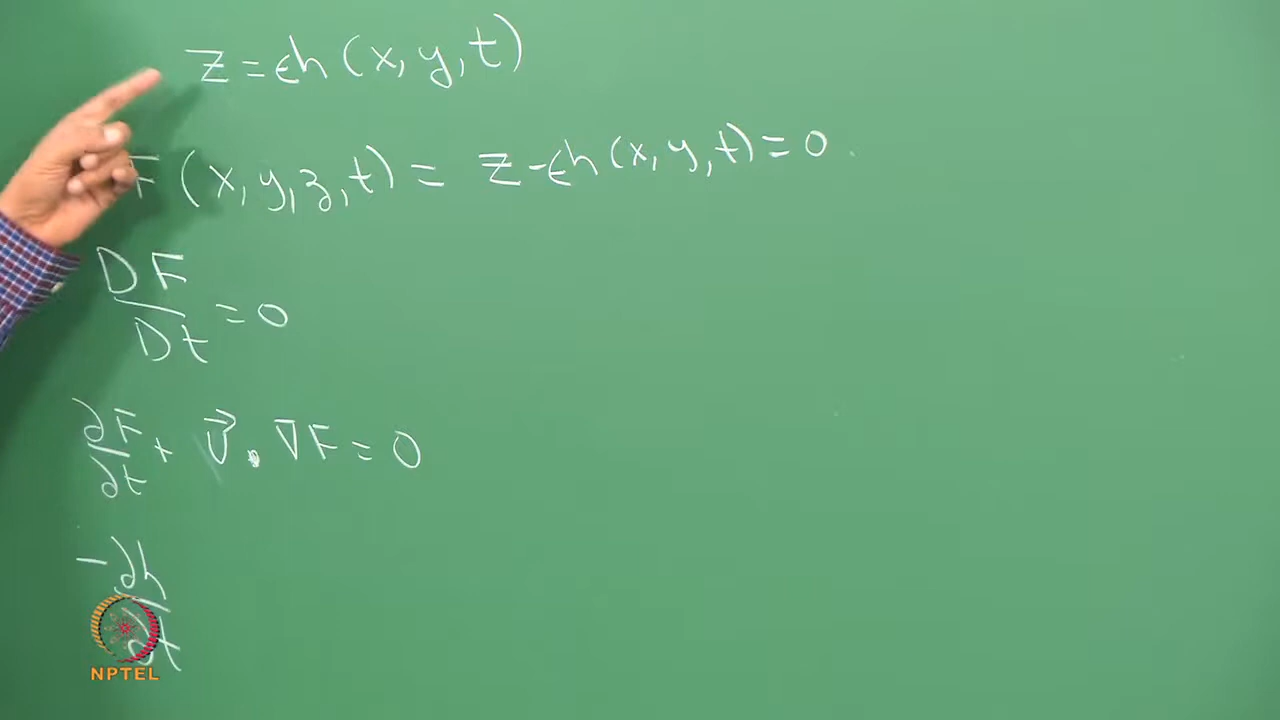 z = ϵh (x, y, t)
F (x, y, z, t) = z - ϵh (x, y, t) = 0
DF/Dt = 0
∂F/∂t + v⃗ . ∇F = 0
- ∂h/∂t
NPTEL